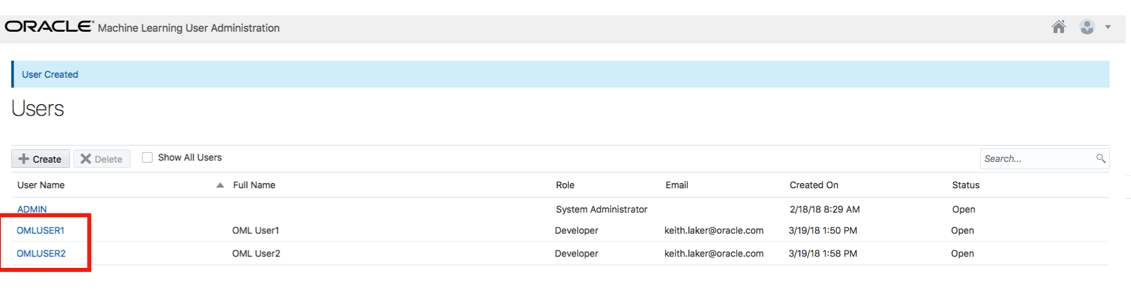 ORACLE Machine Learning User Administration
User Created
Users
Create Delete Show All Users Search...
User Name Full Name Role Email Created On Status
ADMIN System Administrator 2/18/18 8:29 AM Open
OMLUSER1 OML User1 Developer keith.laker@oracle.com 3/19/18 1:50 PM Open
OMLUSER2 OML User2 Developer keith.laker@oracle.com 3/19/18 1:58 PM Open